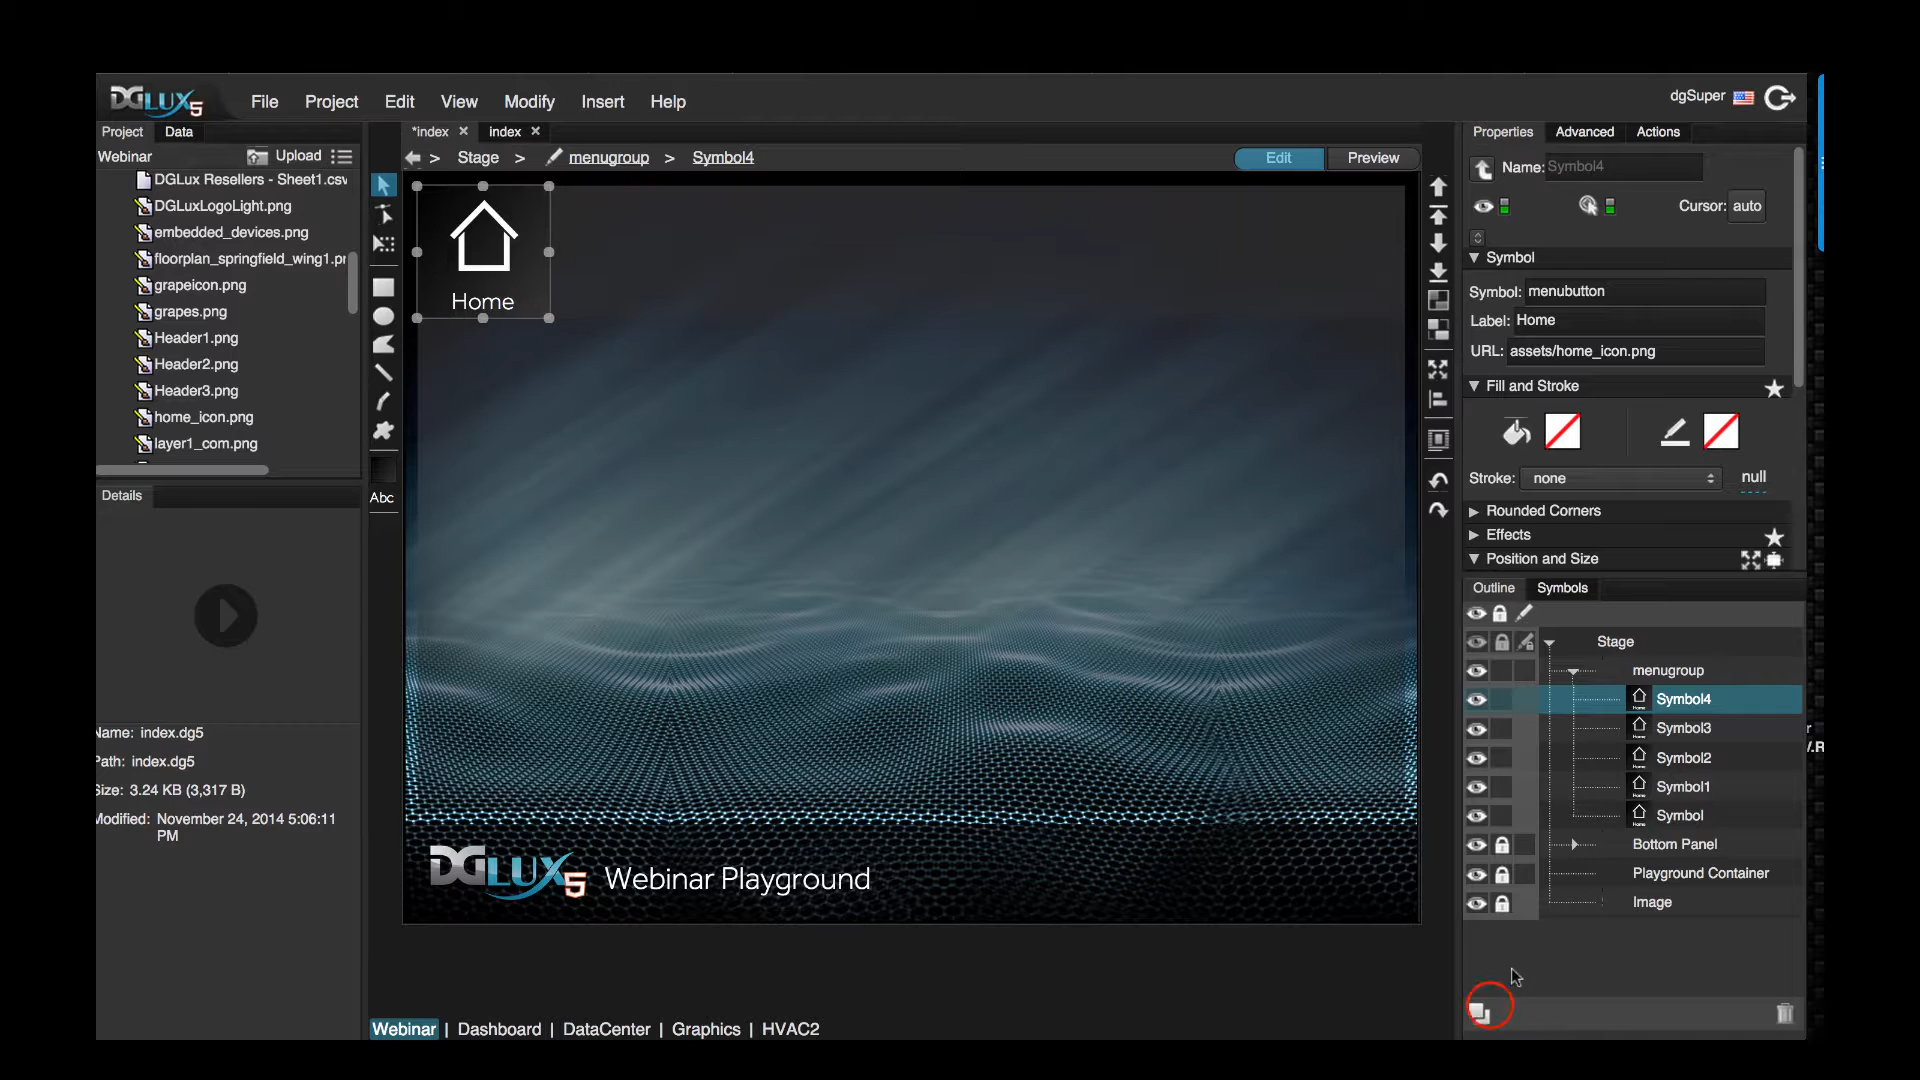 DGLUX5 File Project Edit View Modify Insert Help dgSuper
Project Data *index index Properties Advanced Actions
Webinar Upload
Stage > menugroup > Symbol4 Edit Preview
DGLux Resellers - Sheet1.csv
DGLuxLogoLight.png
embedded_devices.png
floorplan_springfield_wing1.pr
grapeicon.png
grapes.png
Header1.png
Header2.png
Header3.png
home_icon.png
layer1_com.png
Details
Name: index.dg5
Path: index.dg5
Size: 3.24 KB (3,317 B)
Modified: November 24, 2014 5:06:11
PM
Abc
Home
DGLUX5 Webinar Playground
Webinar | Dashboard | DataCenter | Graphics | HVAC2
Name: Symbol4
Cursor: auto
Symbol
Symbol: menubutton
Label: Home
URL: assets/home_icon.png
Fill and Stroke
Stroke: none null
Rounded Corners
Effects
Position and Size
Outline Symbols
Stage
menugroup
Symbol4
Symbol3
Symbol2
Symbol1
Symbol
Bottom Panel
Playground Container
Image